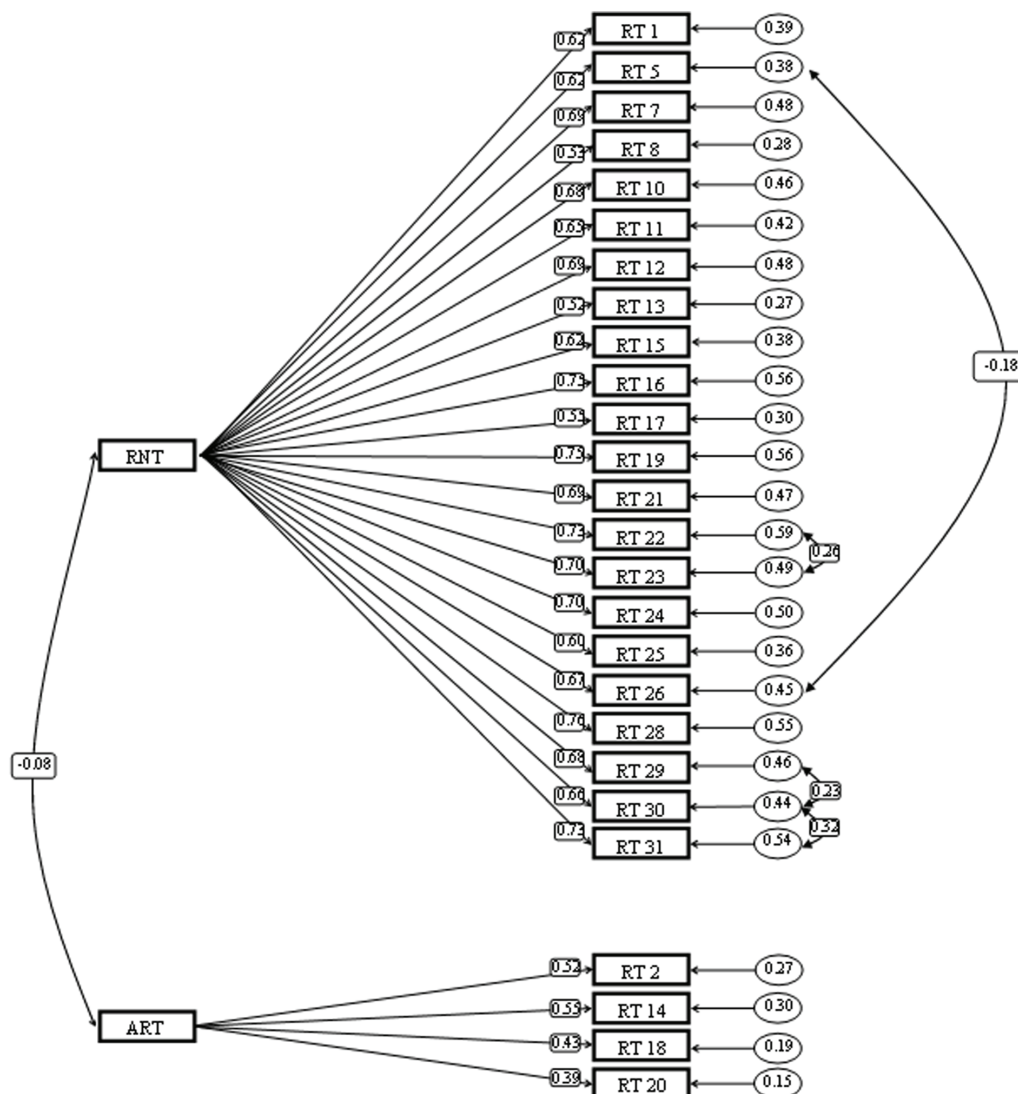 0.62 RT 1 0.39
0.62 RT 5 0.38
0.69 RT 7 0.48
0.53 RT 8 0.28
0.68 RT 10 0.46
0.65 RT 11 0.42
0.69 RT 12 0.48
0.52 RT 13 0.27
0.62 RT 15 0.38
-0.18
0.73 RT 16 0.56
0.53 RT 17 0.30
RNT 0.73 RT 19 0.56
0.69 RT 21 0.47
0.73 RT 22 0.59
0.26
0.70 RT 23 0.49
0.70 RT 24 0.50
0.60 RT 25 0.36
0.67 RT 26 0.45
0.76 RT 28 0.55
-0.08 0.68 RT 29 0.46
0.23
0.66 RT 30 0.44
0.32
0.73 RT 31 0.54
0.52 RT 2 0.27
0.55 RT 14 0.30
ART
0.43 RT 18 0.19
0.39 RT 20 0.15